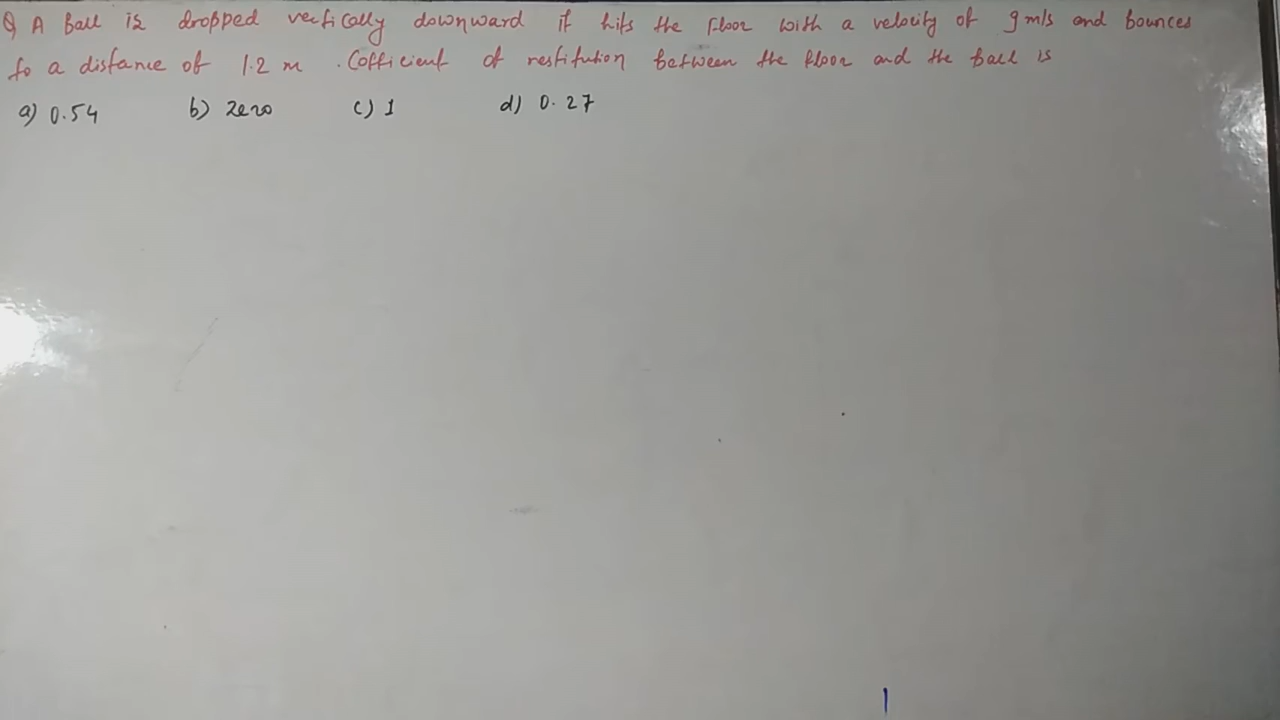 Q A Ball is dropped vertically downward it hits the floor with a velocity of 9 m/s and bounces
to a distance of 1.2 m . Cofficient of restitution between the floor and the ball is
a) 0.54 b) Zero c) 1 d) 0.27